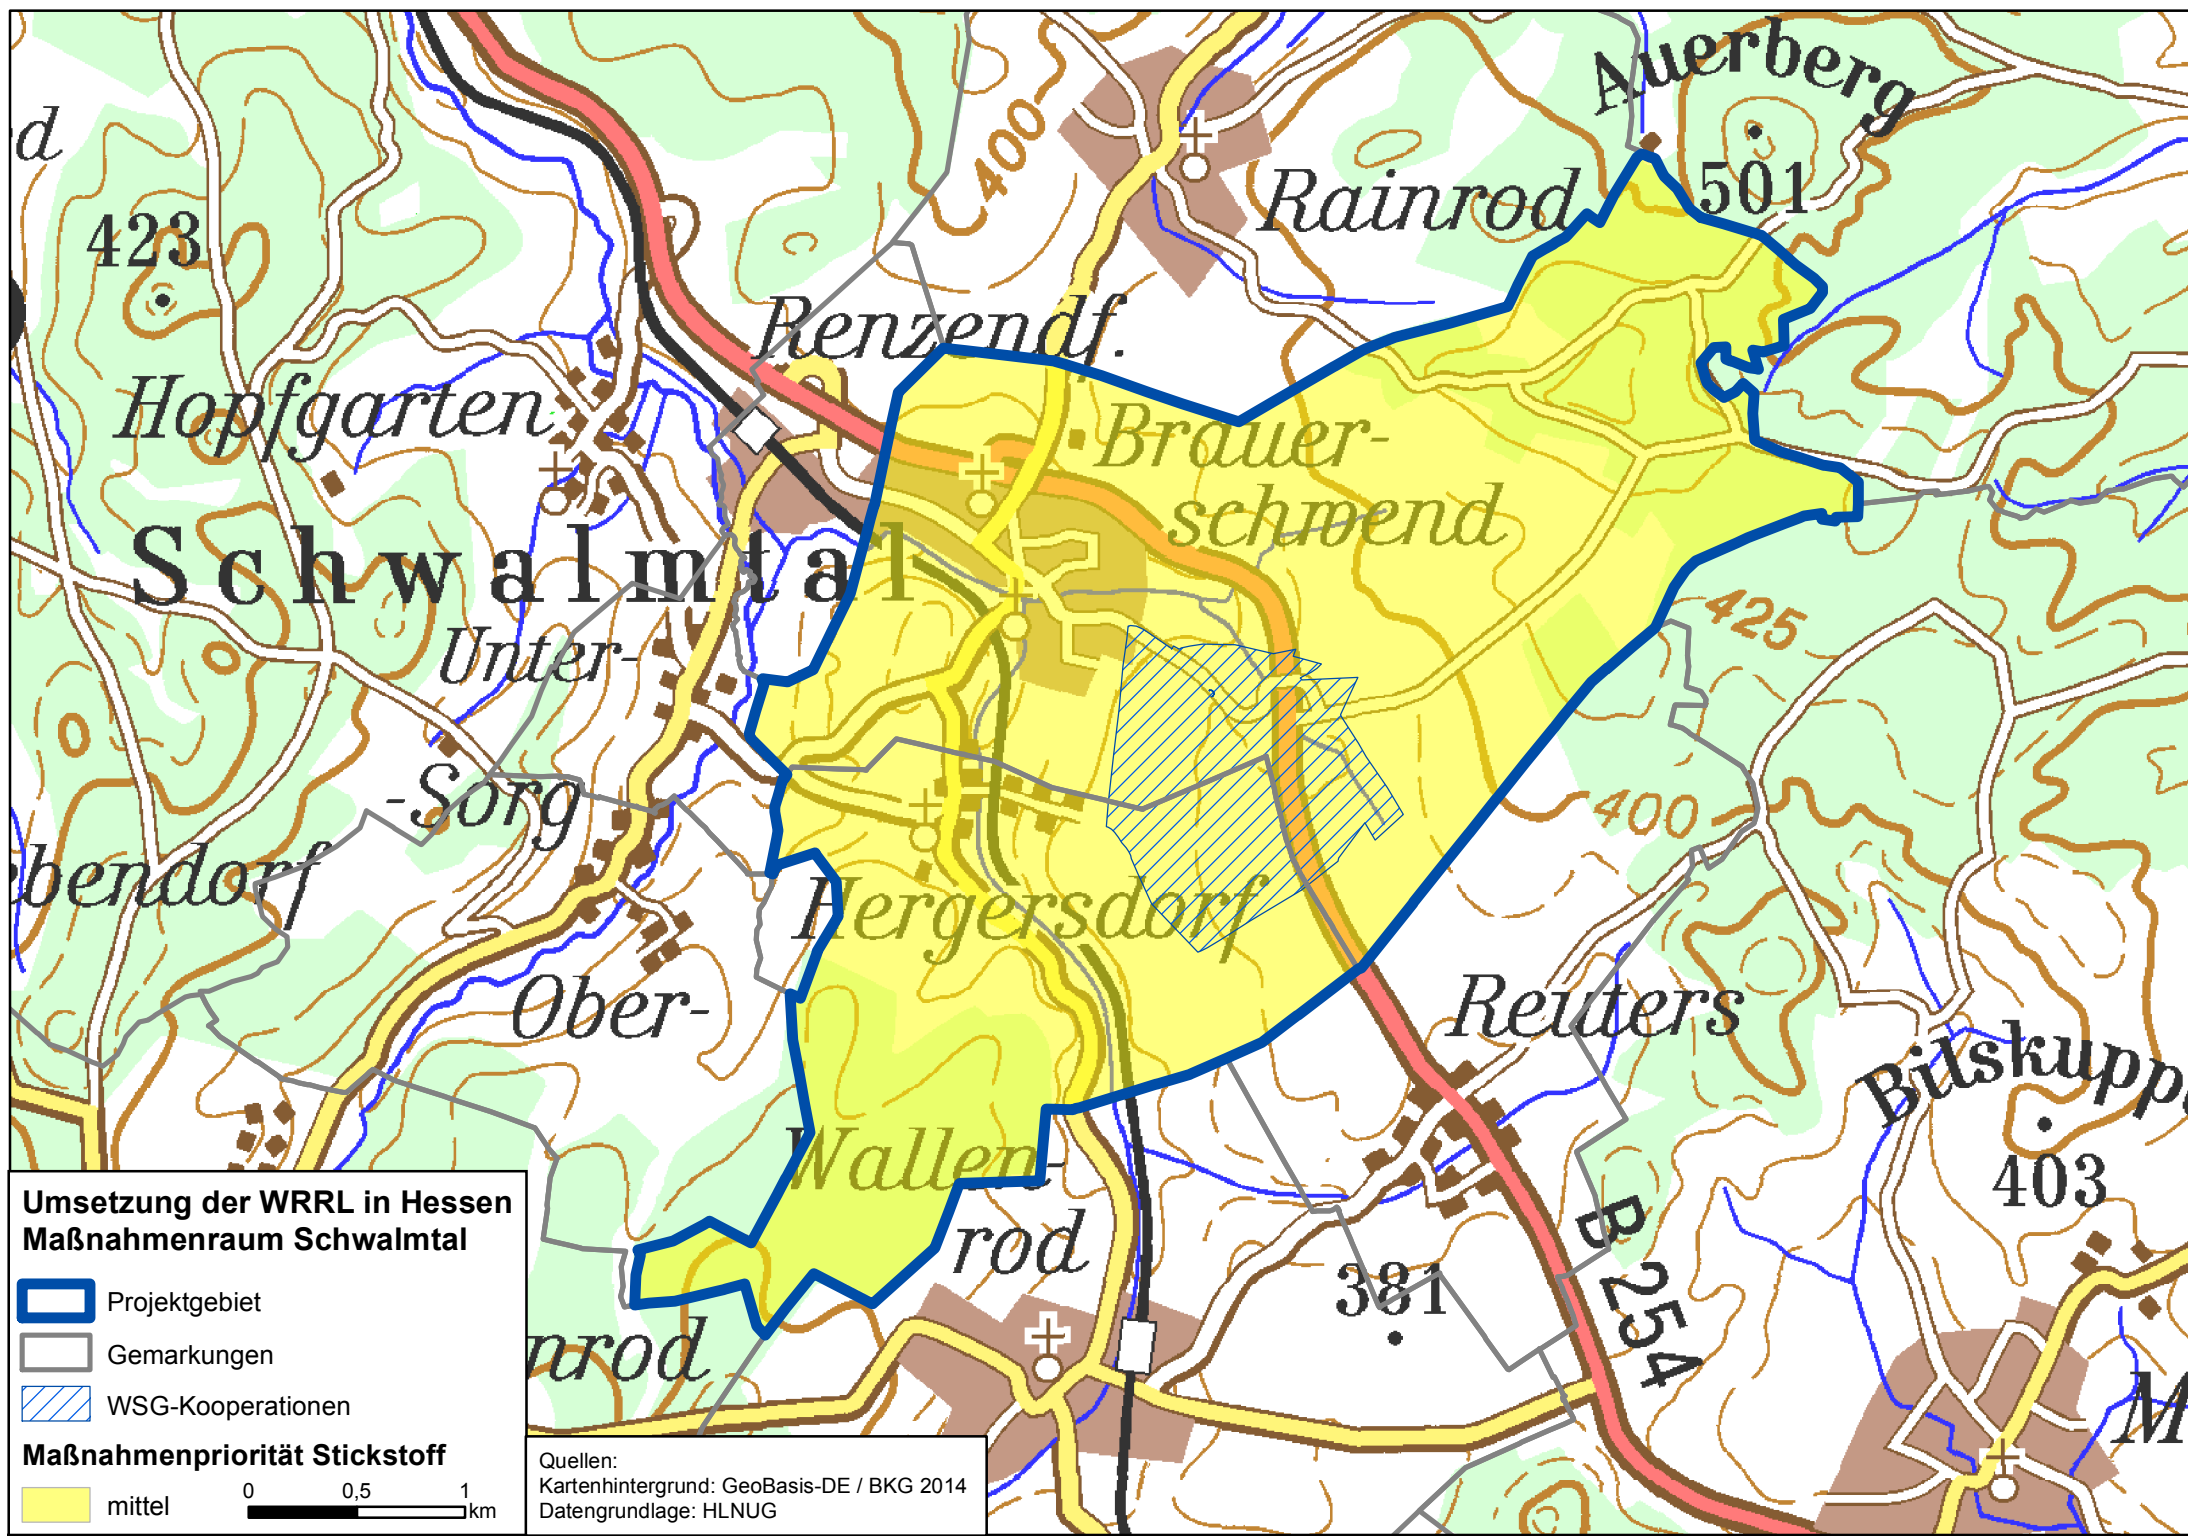 Auerberg
501
400
Rainrod
d
423
Renzendf.
Hopfgarten
Brauer-
schwend
Schwalmtal
Unter-
-Sorg
425
400
bendorf
Hergersdorf
Ober-
Reuters
Bilskuppe
403
Wallen-
rod
B 254
381
nrod
M
Umsetzung der WRRL in Hessen
Maßnahmenraum Schwalmtal
Projektgebiet
Gemarkungen
WSG-Kooperationen
Maßnahmenpriorität Stickstoff
mittel
0 0,5 1
km
Quellen:
Kartenhintergrund: GeoBasis-DE / BKG 2014
Datengrundlage: HLNUG